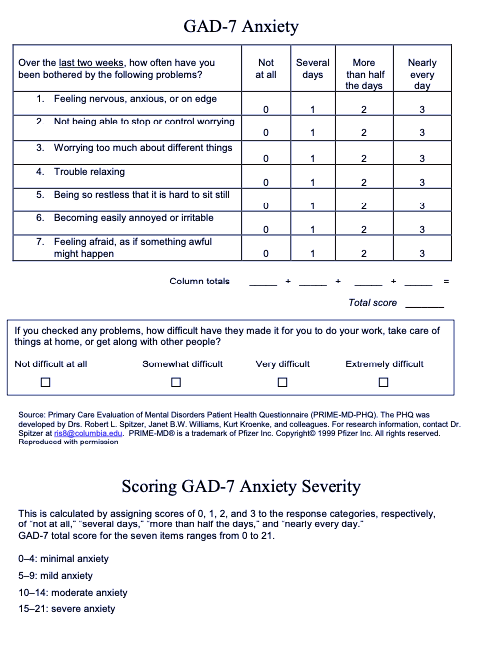 GAD-7 Anxiety
Over the last two weeks, how often have you been bothered by the following problems? Not at all Several days More than half the days Nearly every day
1. Feeling nervous, anxious, or on edge 0 1 2 3
2. Not being able to stop or control worrying 0 1 2 3
3. Worrying too much about different things 0 1 2 3
4. Trouble relaxing 0 1 2 3
5. Being so restless that it is hard to sit still 0 1 2 3
6. Becoming easily annoyed or irritable 0 1 2 3
7. Feeling afraid, as if something awful might happen 0 1 2 3
Column totals _____ + _____ + _____ + _____ =
Total score _______
If you checked any problems, how difficult have they made it for you to do your work, take care of
things at home, or get along with other people?
Not difficult at all Somewhat difficult Very difficult Extremely difficult
☐ ☐ ☐ ☐
Source: Primary Care Evaluation of Mental Disorders Patient Health Questionnaire (PRIME-MD-PHQ). The PHQ was
developed by Drs. Robert L. Spitzer, Janet B.W. Williams, Kurt Kroenke, and colleagues. For research information, contact Dr.
Spitzer at ris8@columbia.edu. PRIME-MD® is a trademark of Pfizer Inc. Copyright© 1999 Pfizer Inc. All rights reserved.
Reproduced with permission
Scoring GAD-7 Anxiety Severity
This is calculated by assigning scores of 0, 1, 2, and 3 to the response categories, respectively,
of "not at all," "several days," "more than half the days," and "nearly every day."
GAD-7 total score for the seven items ranges from 0 to 21.
0–4: minimal anxiety
5–9: mild anxiety
10–14: moderate anxiety
15–21: severe anxiety